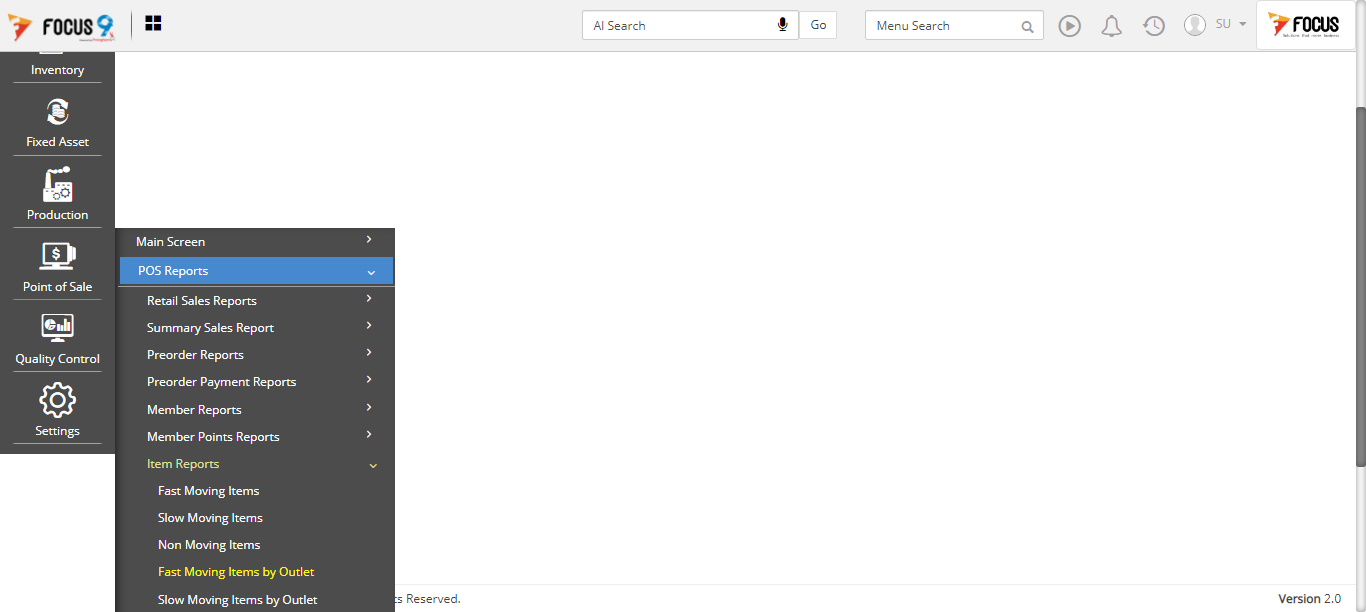 FOCUS 9
AI Search
Go
Menu Search
SU
FOCUS
Inventory
Fixed Asset
Production
Point of Sale
Quality Control
Settings
Main Screen
POS Reports
Retail Sales Reports
Summary Sales Report
Preorder Reports
Preorder Payment Reports
Member Reports
Member Points Reports
Item Reports
Fast Moving Items
Slow Moving Items
Non Moving Items
Fast Moving Items by Outlet
Slow Moving Items by Outlet
ts Reserved.
Version 2.0